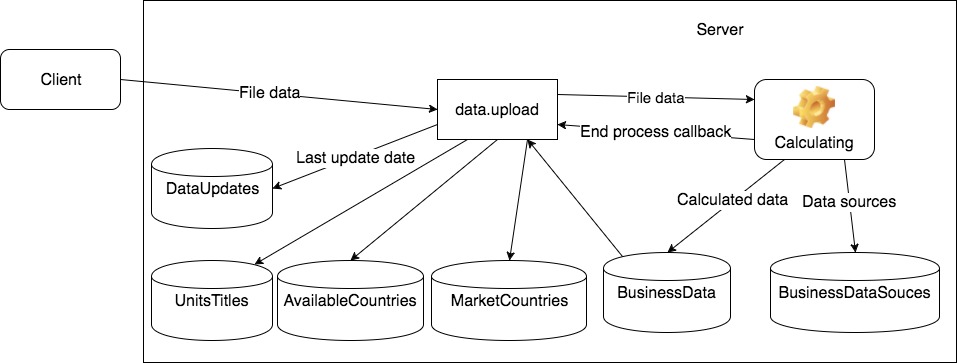 Server
Client
File data
data.upload
File data
End process callback
Calculating
Last update date
DataUpdates
Calculated data
Data sources
UnitsTitles
AvailableCountries
MarketCountries
BusinessData
BusinessDataSouces